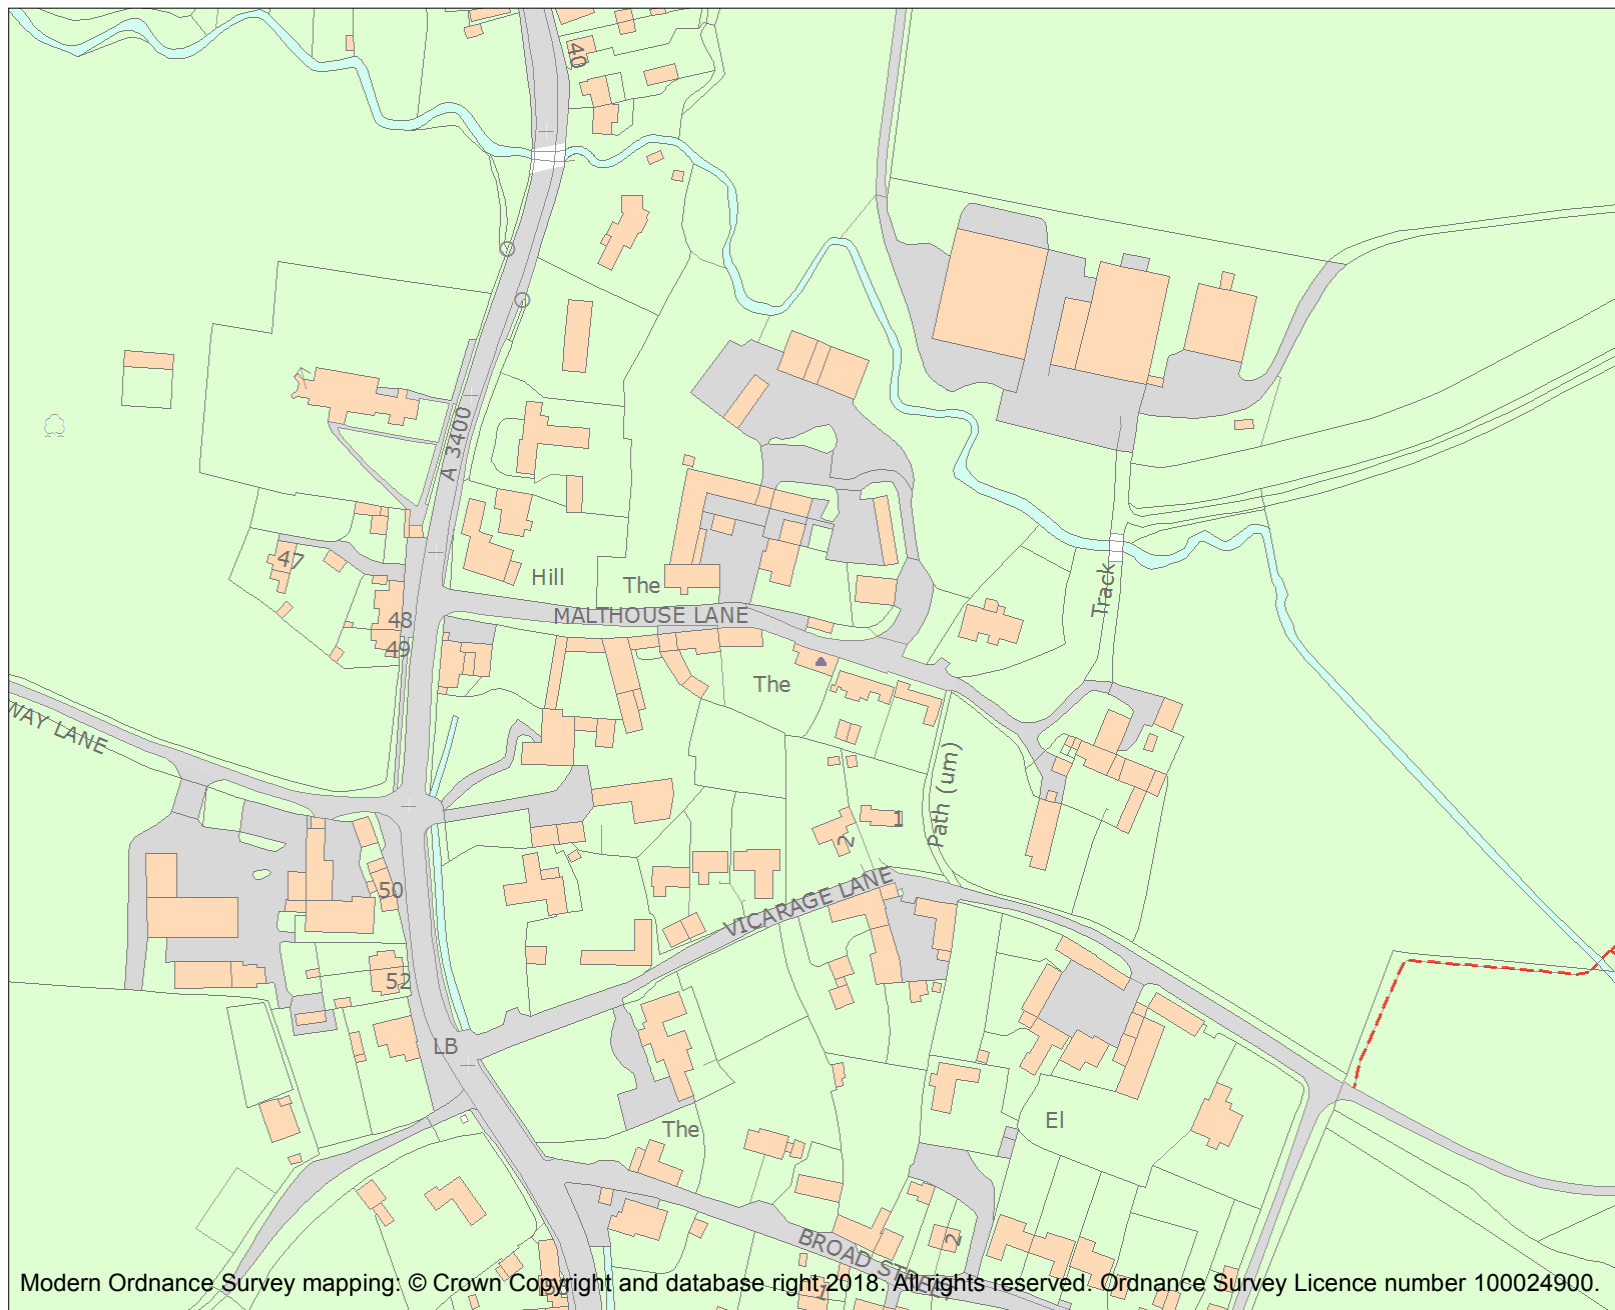 40
A 3400
47
Hill
The
MALTHOUSE LANE
Track
48
49
The
WAY LANE
Path (um)
1
2
50
VICARAGE LANE
52
LB
The
El
2
BROAD STREET
Modern Ordnance Survey mapping: © Crown Copyright and database right 2018. All rights reserved. Ordnance Survey Licence number 100024900.